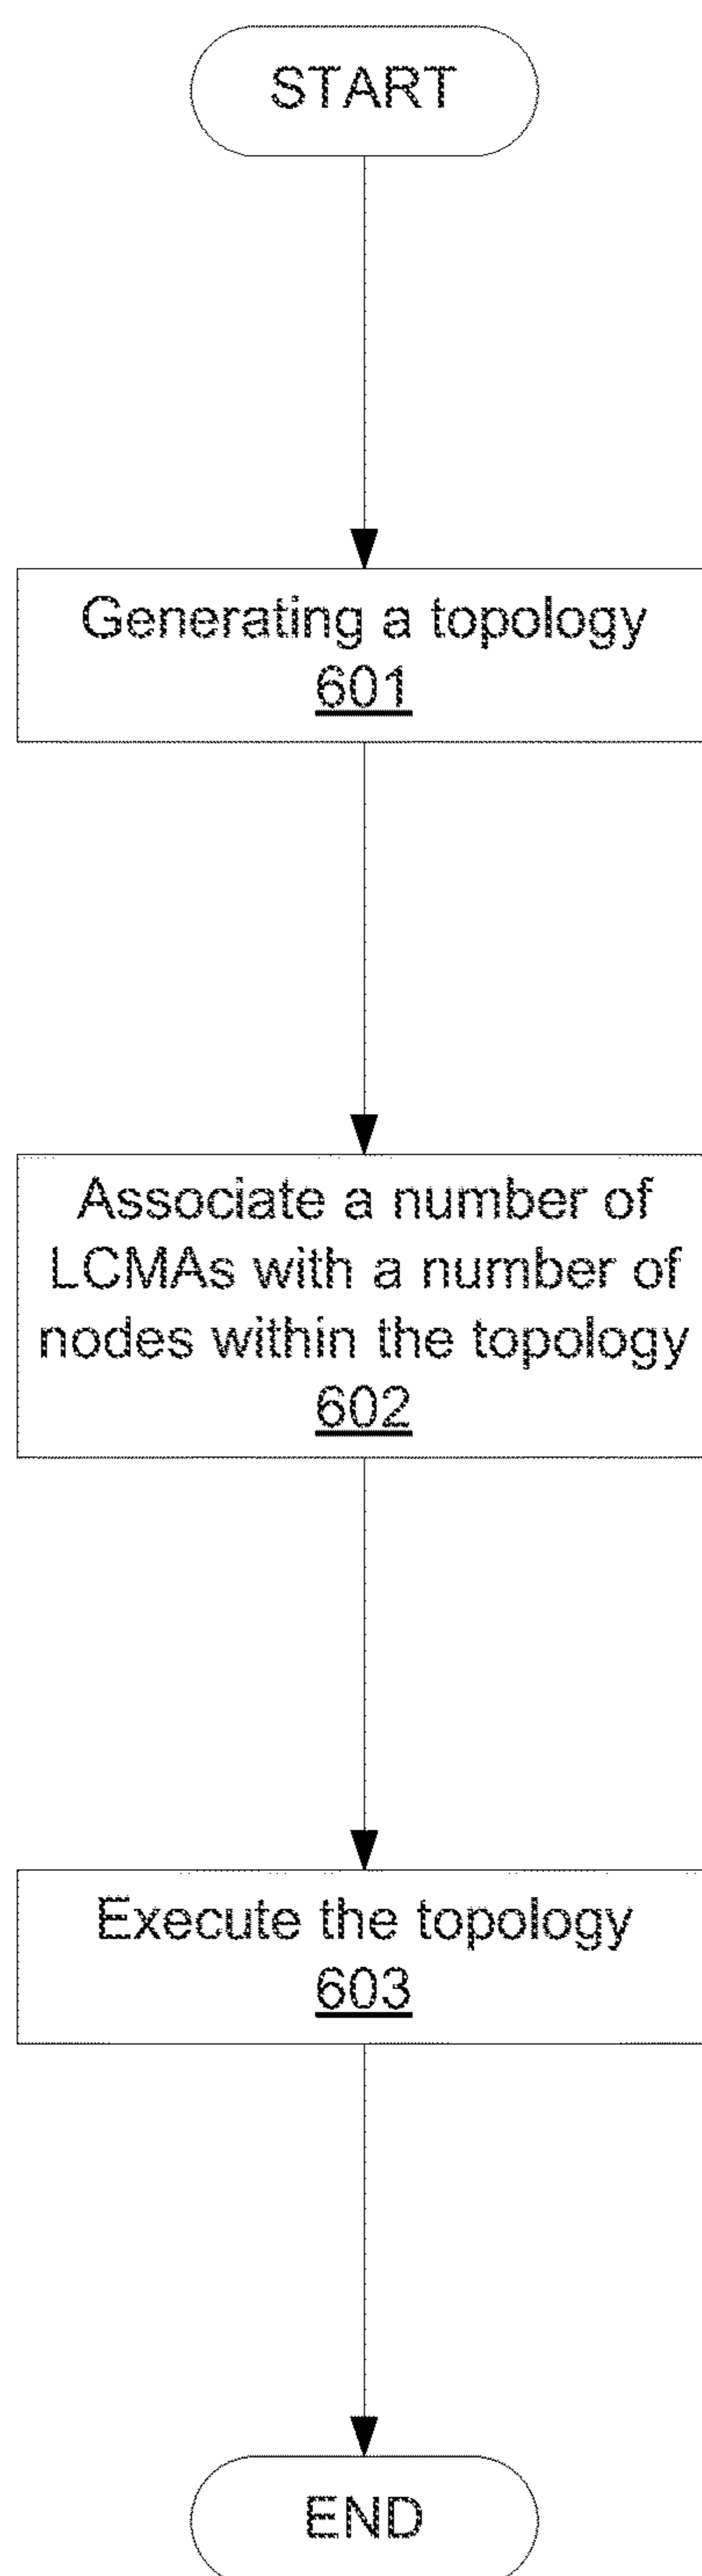 START
Generating a topology
601
Associate a number of
LCMAs with a number of
nodes within the topology
602
Execute the topology
603
END